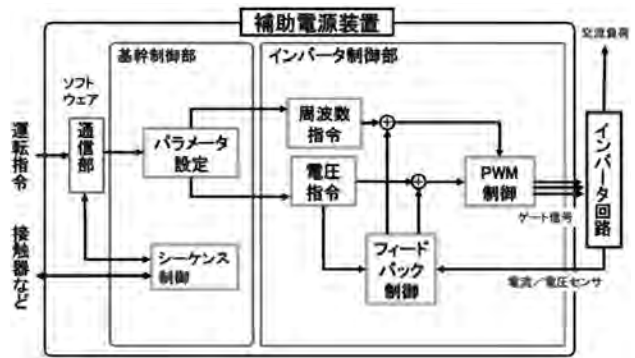 補助電源装置
交流負荷
基幹制御部
インバータ制御部
ソフト
ウェア
運転指令
通信部
パラメータ
設定
周波数
指令
電圧
指令
PWM
制御
ゲート信号
インバータ回路
接触器など
シーケンス
制御
フィード
バック
制御
電流/電圧センサ